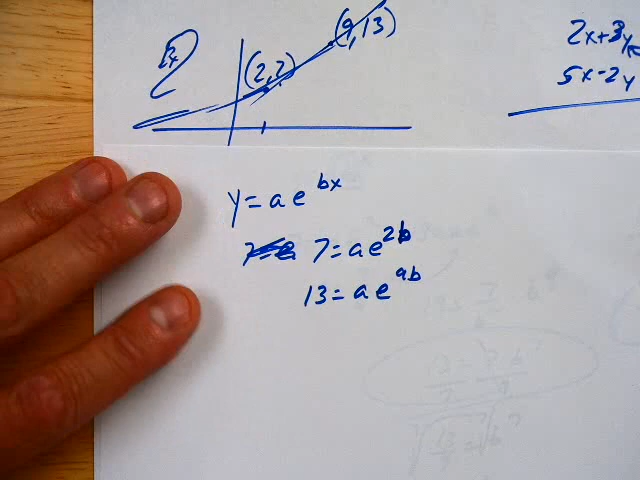 (9,13)
2x+3y
(2,7)
5x-2y
y=ae^bx
7=ae^2b
13=ae^9b